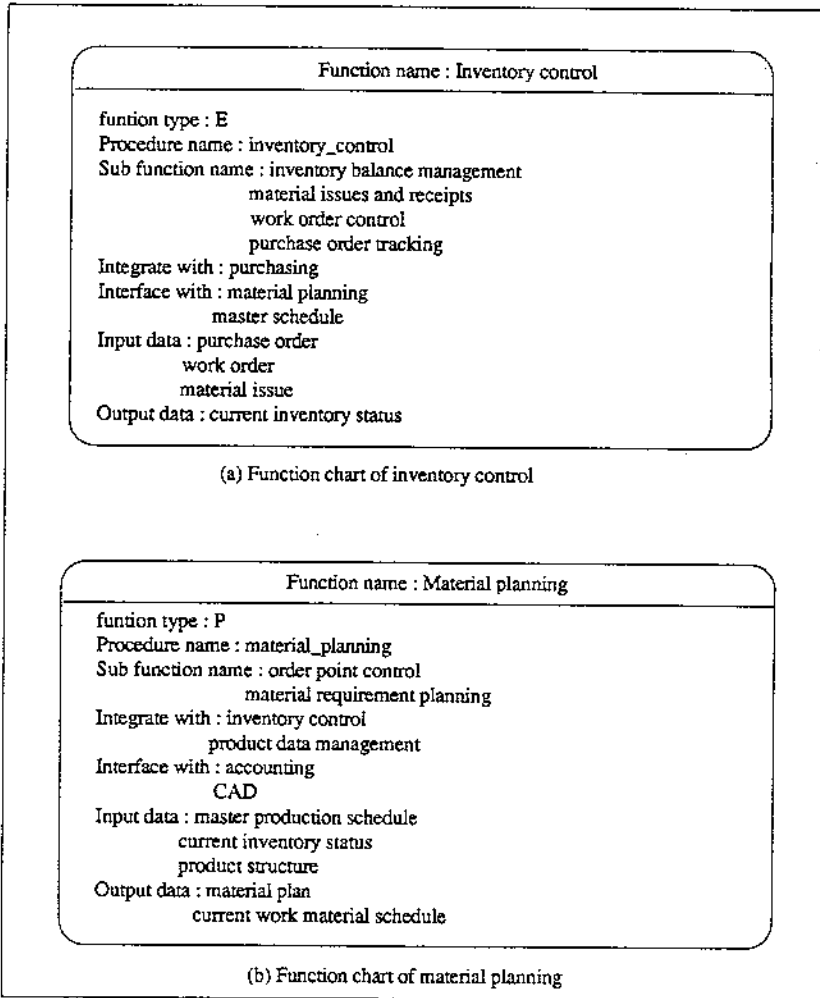 Function name : Inventory control
funtion type : E
Procedure name : inventory_control
Sub function name : inventory balance management
material issues and receipts
work order control
purchase order tracking
Integrate with : purchasing
Interface with : material planning
master schedule
Input data : purchase order
work order
material issue
Output data : current inventory status
(a) Function chart of inventory control
Function name : Material planning
funtion type : P
Procedure name : material_planning
Sub function name : order point control
material requirement planning
Integrate with : inventory control
product data management
Interface with : accounting
CAD
Input data : master production schedule
current inventory status
product structure
Output data : material plan
current work material schedule
(b) Function chart of material planning